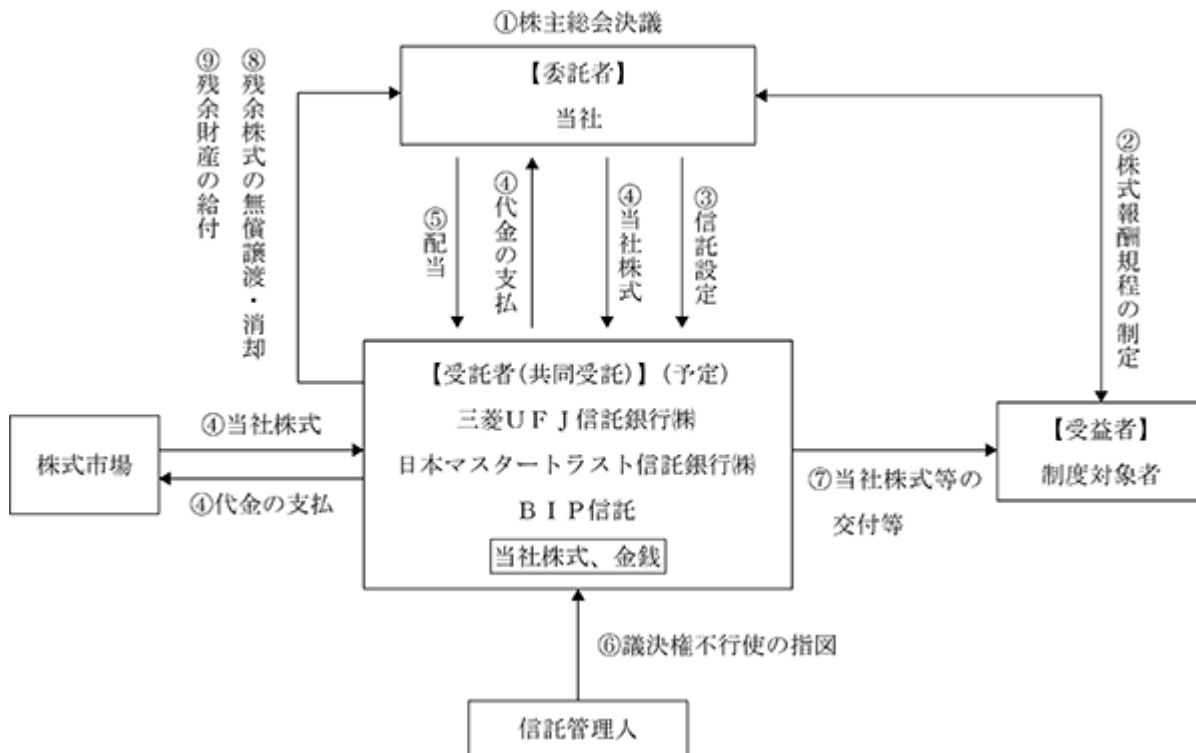 ①株主総会決議
【委託者】
当社
⑨残余財産の給付
⑧残余株式の無償譲渡・消却
⑤配当
④代金の支払
④当社株式
③信託設定
②株式報酬規程の制定
【受託者(共同受託)】(予定)
三菱UFJ信託銀行㈱
日本マスタートラスト信託銀行㈱
BIP信託
当社株式、金銭
株式市場
④当社株式
④代金の支払
【受益者】
制度対象者
⑦当社株式等の
交付等
⑥議決権不行使の指図
信託管理人